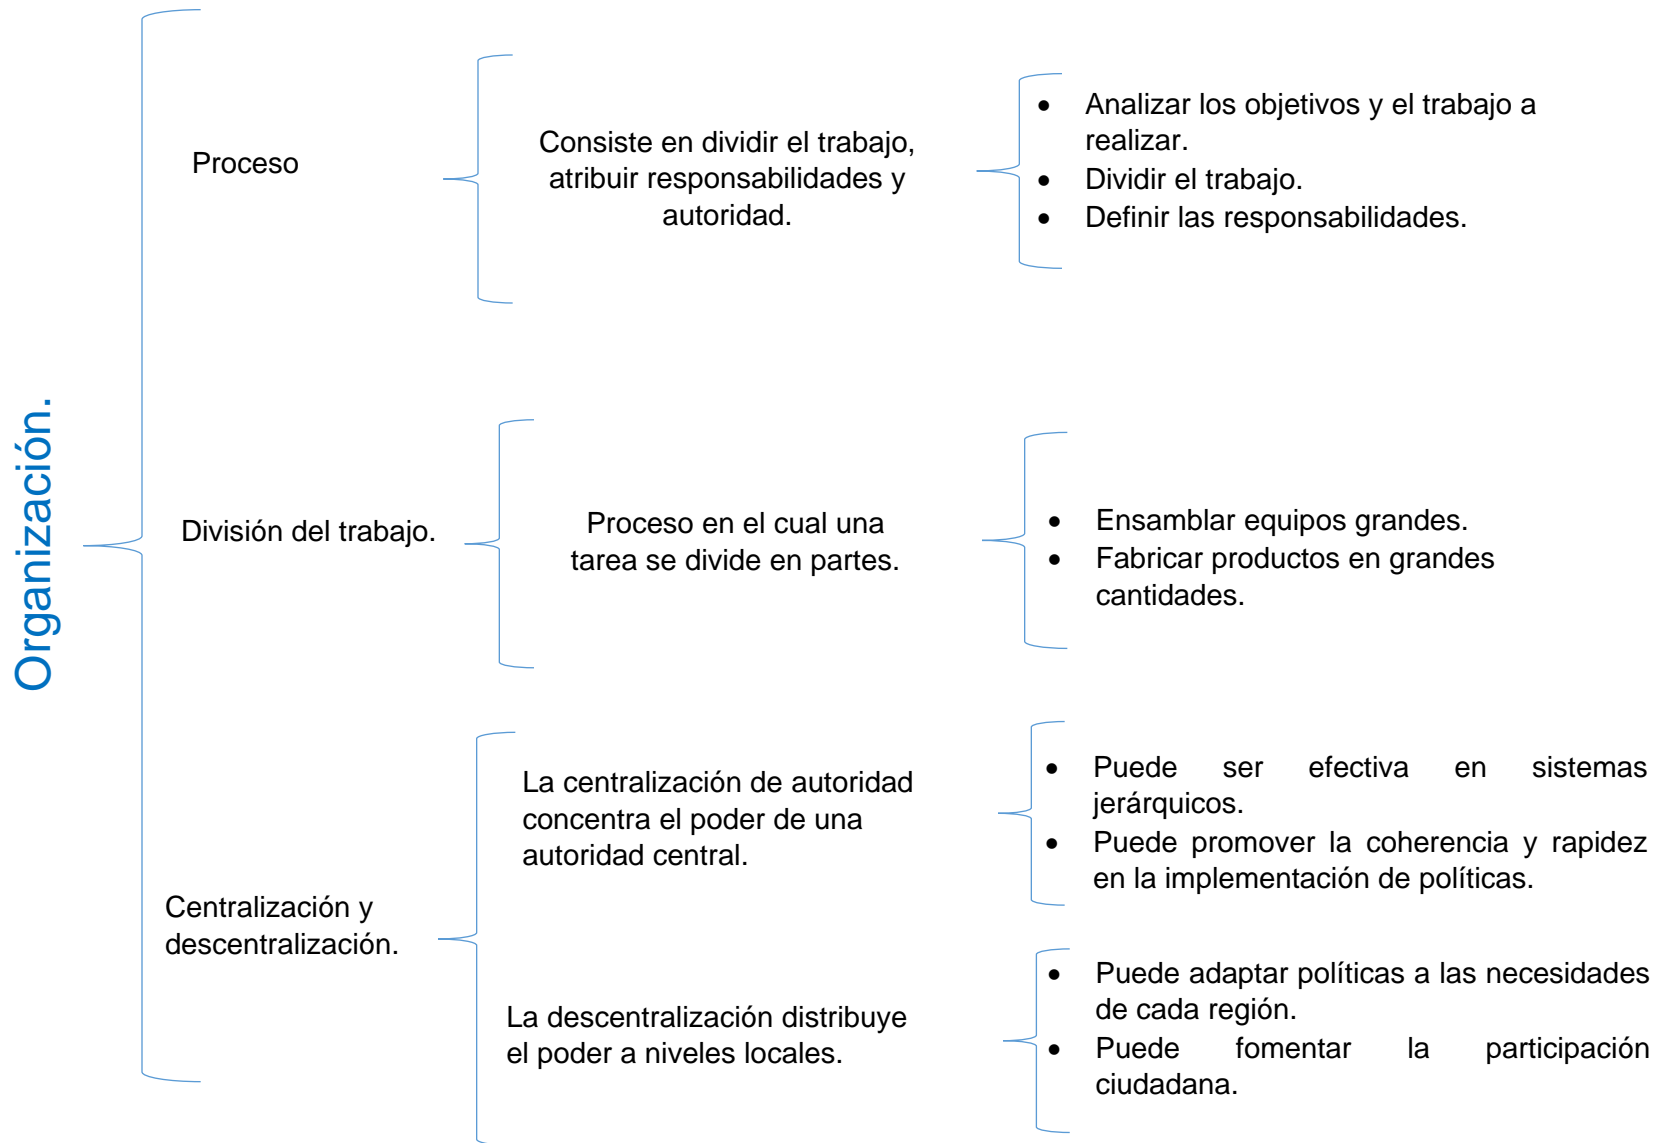 Organización.
Proceso
Consiste en dividir el trabajo,
atribuir responsabilidades y
autoridad.
• Analizar los objetivos y el trabajo a
realizar.
• Dividir el trabajo.
• Definir las responsabilidades.
División del trabajo.
Proceso en el cual una
tarea se divide en partes.
• Ensamblar equipos grandes.
• Fabricar productos en grandes
cantidades.
Centralización y
descentralización.
La centralización de autoridad
concentra el poder de una
autoridad central.
• Puede ser efectiva en sistemas
jerárquicos.
• Puede promover la coherencia y rapidez
en la implementación de políticas.
La descentralización distribuye
el poder a niveles locales.
• Puede adaptar políticas a las necesidades
de cada región.
• Puede fomentar la participación
ciudadana.